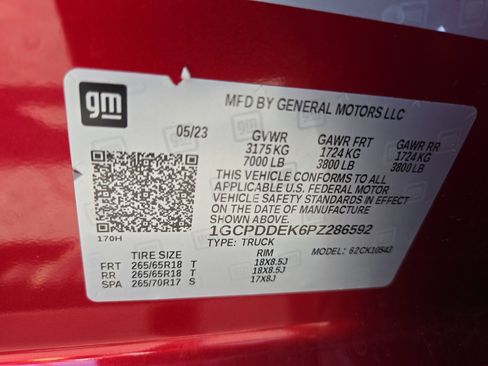 gm
MFD BY GENERAL MOTORS LLC
05/23 GVWR GAWR FRT GAWR RR
3175 KG 1724 KG 1724 KG
7000 LB 3800 LB 3800 LB
THIS VEHICLE CONFORMS TO ALL
APPLICABLE U.S. FEDERAL MOTOR
VEHICLE SAFETY STANDARDS IN EFFECT
ON THE DATE OF MANUFACTURE
SHOWN ABOVE.
1GCPDDEK6PZ286592
170H TYPE: TRUCK MODEL: 62CK10543
TIRE SIZE RIM
FRT 265/65R18 T 18X8.5J
RR 265/65R18 T 18X8.5J
SPA 265/70R17 S 17X8J